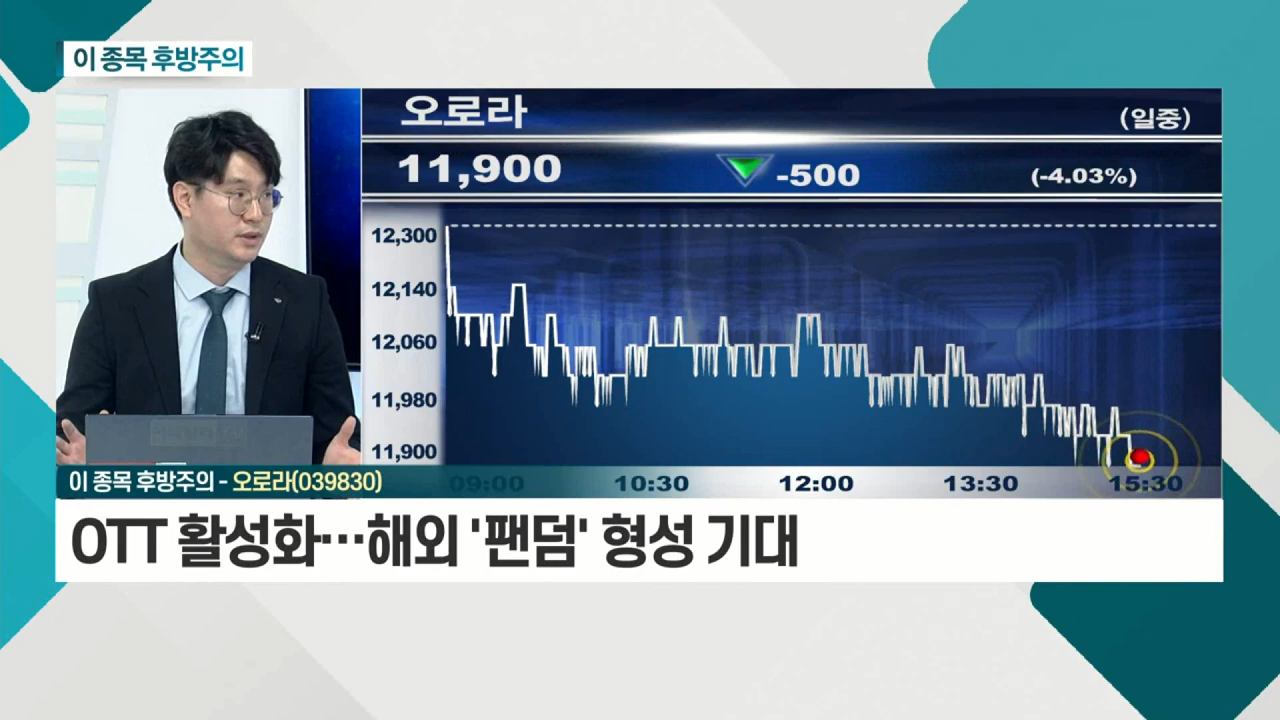 이 종목 후방주의
오로라
(일중)
11,900
-500
(-4.03%)
12,300
12,140
12,060
11,980
11,900
09:00 10:30 12:00 13:30 15:30
이 종목 후방주의 - 오로라(039830)
OTT 활성화…해외 '팬덤' 형성 기대